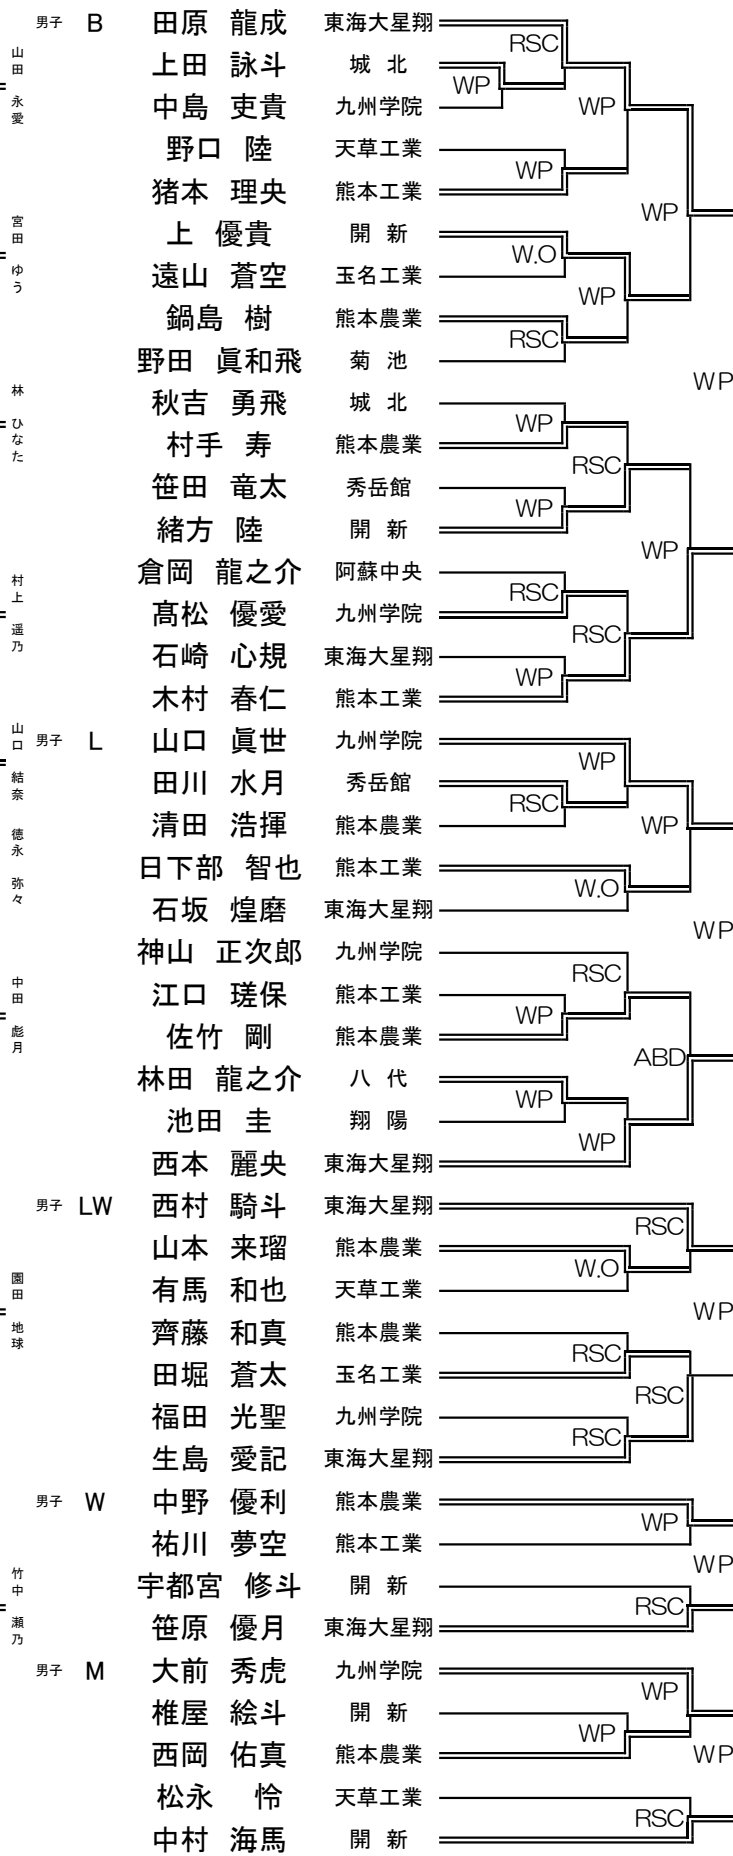 男子 B 田原 龍成 東海大星翔
RSC
山田 永愛
上田 詠斗 城 北
WP
中島 吏貴 九州学院
WP
野口 陸 天草工業
WP
猪本 理央 熊本工業
WP
宮田 ゆう
上 優貴 開 新
W.O
遠山 蒼空 玉名工業
WP
鍋島 樹 熊本農業
RSC
野田 眞和飛 菊 池
WP
林 ひなた
秋吉 勇飛 城 北
WP
村手 寿 熊本農業
RSC
笹田 竜太 秀岳館
WP
緒方 陸 開 新
WP
倉岡 龍之介 阿蘇中央
RSC
村上 遥乃
髙松 優愛 九州学院
RSC
石崎 心規 東海大星翔
WP
木村 春仁 熊本工業
山口 結奈
男子 L 山口 眞世 九州学院
WP
田川 水月 秀岳館
RSC
清田 浩揮 熊本農業
WP
徳永 弥々
日下部 智也 熊本工業
W.O
石坂 煌磨 東海大星翔
WP
神山 正次郎 九州学院
RSC
中田 彪月
江口 瑳保 熊本工業
WP
佐竹 剛 熊本農業
ABD
林田 龍之介 八 代
WP
池田 圭 翔 陽
WP
西本 麗央 東海大星翔
男子 LW 西村 騎斗 東海大星翔
RSC
山本 来瑠 熊本農業
W.O
園田 地球
有馬 和也 天草工業
WP
齊藤 和真 熊本農業
RSC
田堀 蒼太 玉名工業
RSC
福田 光聖 九州学院
RSC
生島 愛記 東海大星翔
男子 W 中野 優利 熊本農業
WP
祐川 夢空 熊本工業
WP
竹中 瀬乃
宇都宮 修斗 開 新
RSC
笹原 優月 東海大星翔
男子 M 大前 秀虎 九州学院
WP
椎屋 絵斗 開 新
WP
西岡 佑真 熊本農業
WP
松永 怜 天草工業
RSC
中村 海馬 開 新